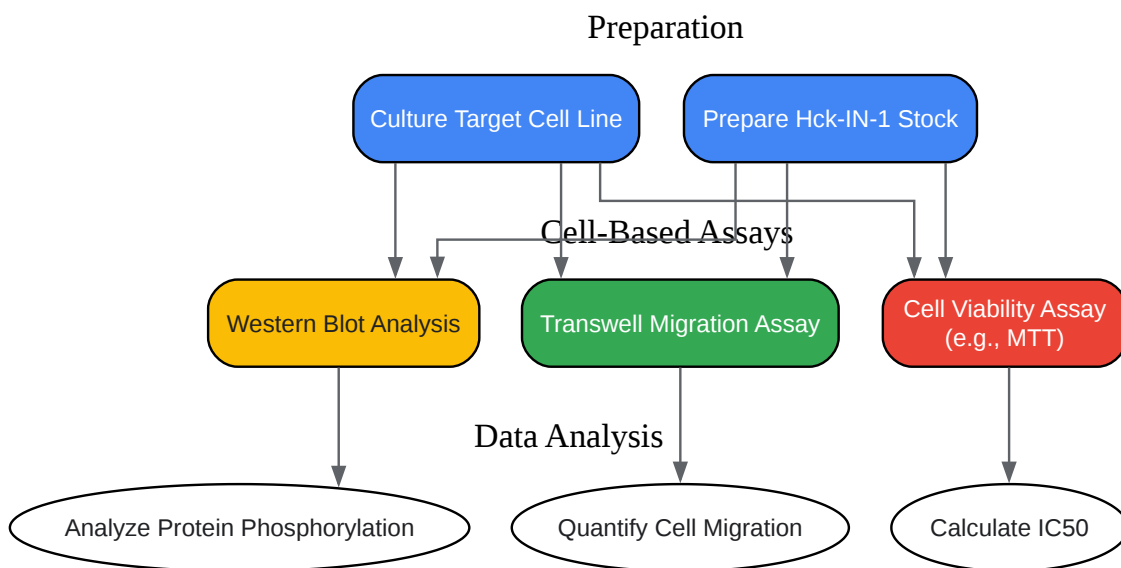 Preparation
Culture Target Cell Line
Prepare Hck-IN-1 Stock
Cell-Based Assays
Western Blot Analysis
Transwell Migration Assay
Cell Viability Assay
(e.g., MTT)
Data Analysis
Analyze Protein Phosphorylation
Quantify Cell Migration
Calculate IC50